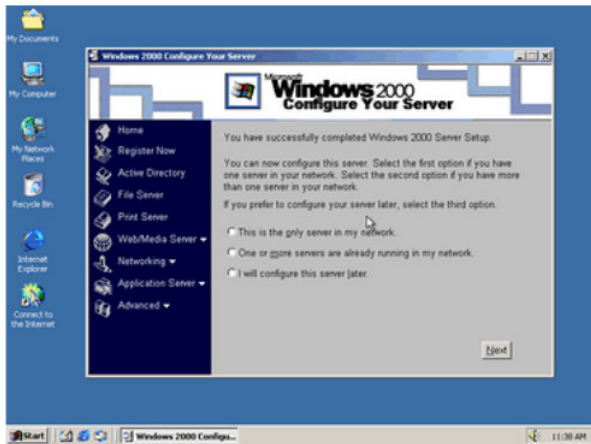 My Documents
My Computer
My Network
Places
Recycle Bin
Internet
Explorer
Connect to
the Internet
Windows 2000 Configure Your Server
Microsoft
Windows 2000
Configure Your Server
Home
Register Now
Active Directory
File Server
Print Server
Web/Media Server
Networking
Application Server
Advanced
You have successfully completed Windows 2000 Server Setup.
You can now configure this server. Select the first option if you have
one server in your network. Select the second option if you have more
than one server in your network.
If you prefer to configure your server later, select the third option.
This is the only server in my network.
One or more servers are already running in my network.
I will configure this server later.
Next
Start
Windows 2000 Configu...
11:38 AM